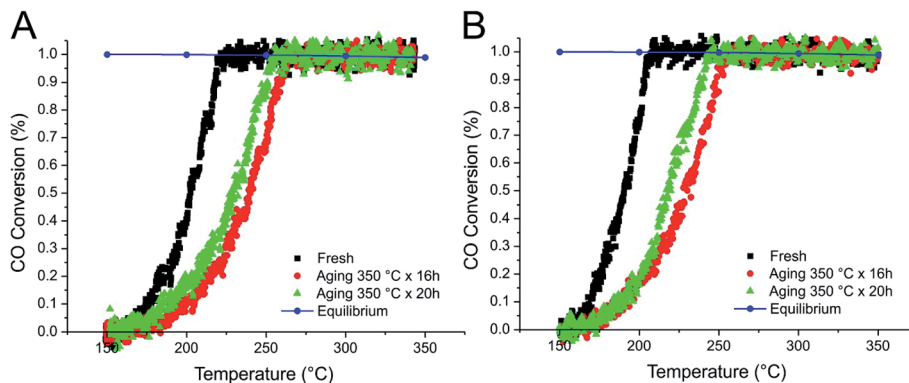 A
CO Conversion (%)
1.0
0.9
0.8
0.7
0.6
0.5
0.4
0.3
0.2
0.1
0.0
Fresh
Aging 350 °C x 16h
Aging 350 °C x 20h
Equilibrium
150 200 250 300 350
Temperature (°C)
B
CO Conversion (%)
1.0
0.9
0.8
0.7
0.6
0.5
0.4
0.3
0.2
0.1
0.0
Fresh
Aging 350 °C x 16h
Aging 350 °C x 20h
Equilibrium
150 200 250 300 350
Temperature (°C)